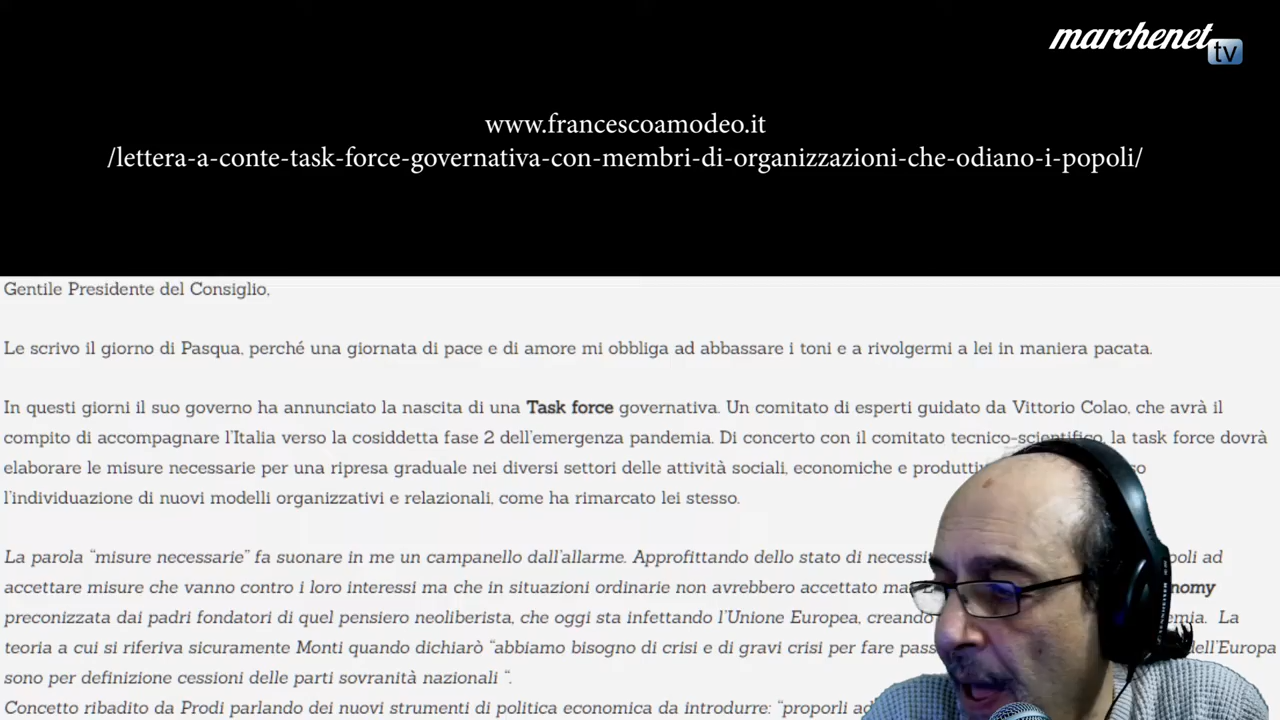 marchenet
tv
www.francescoamodeo.it
/lettera-a-conte-task-force-governativa-con-membri-di-organizzazioni-che-odiano-i-popoli/
Gentile Presidente del Consiglio,
Le scrivo il giorno di Pasqua, perché una giornata di pace e di amore mi obbliga ad abbassare i toni e a rivolgermi a lei in maniera pacata.
In questi giorni il suo governo ha annunciato la nascita di una Task force governativa. Un comitato di esperti guidato da Vittorio Colao, che avrà il
compito di accompagnare l'Italia verso la cosiddetta fase 2 dell'emergenza pandemia. Di concerto con il comitato tecnico-scientifico, la task force dovrà
elaborare le misure necessarie per una ripresa graduale nei diversi settori delle attività sociali, economiche e
l'individuazione di nuovi modelli organizzativi e relazionali, come ha rimarcato lei stesso.
La parola “misure necessarie” fa suonare in me un campanello dall'allarme. Approfittando dello stato di ad
accettare misure che vanno contro i loro interessi ma che in situazioni ordinarie non avrebbero accettato
preconizzata dai padri fondatori di quel pensiero neoliberista, che oggi sta infettando l'Unione Europea, La
teoria a cui si riferiva sicuramente Monti quando dichiarò “abbiamo bisogno di crisi e di gravi crisi per fare dell'Europa
sono per definizione cessioni delle parti sovranità nazionali “.
Concetto ribadito da Prodi parlando dei nuovi strumenti di politica economica da introdurre: “proporli